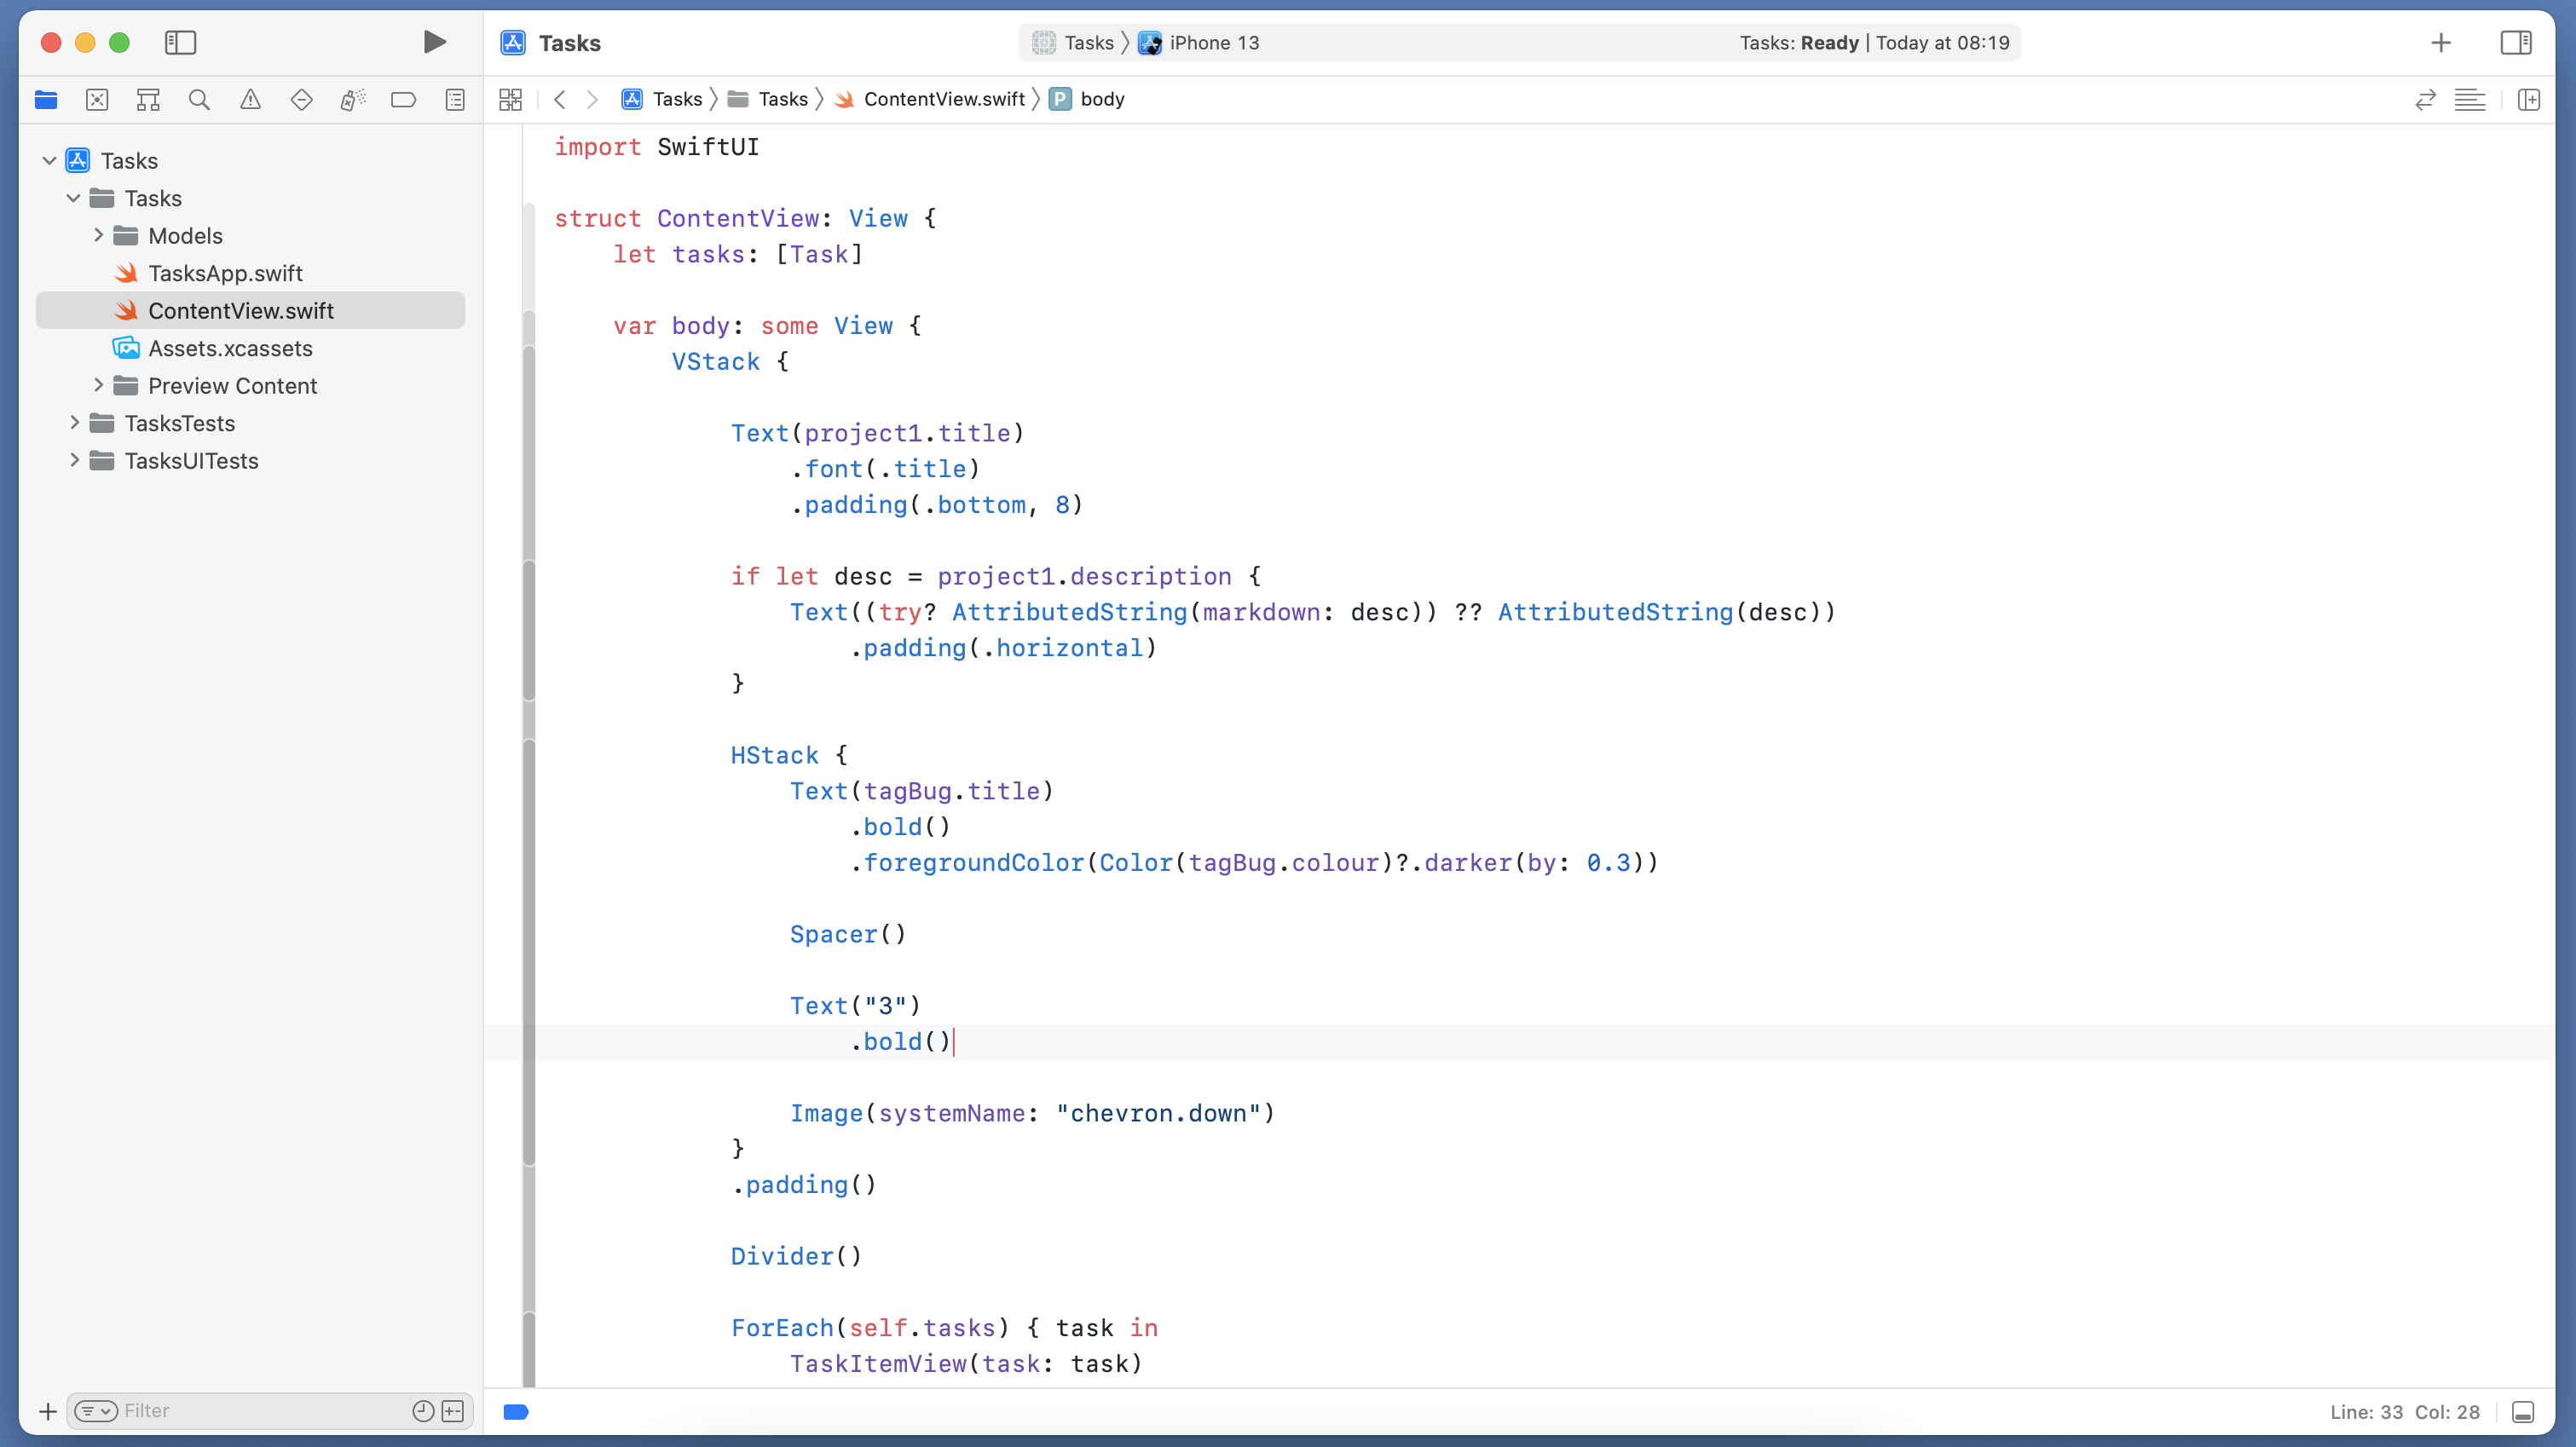 Tasks
Tasks iPhone 13
Tasks: Ready | Today at 08:19
Tasks Tasks ContentView.swift P body
Tasks
Tasks
Models
TasksApp.swift
ContentView.swift
Assets.xcassets
Preview Content
TasksTests
TasksUITests
Filter
import SwiftUI
struct ContentView: View {
let tasks: [Task]
var body: some View {
VStack {
Text(project1.title)
.font(.title)
.padding(.bottom, 8)
if let desc = project1.description {
Text((try? AttributedString(markdown: desc)) ?? AttributedString(desc))
.padding(.horizontal)
}
HStack {
Text(tagBug.title)
.bold()
.foregroundColor(Color(tagBug.colour)?.darker(by: 0.3))
Spacer()
Text("3")
.bold()
Image(systemName: "chevron.down")
}
.padding()
Divider()
ForEach(self.tasks) { task in
TaskItemView(task: task)
Line: 33 Col: 28